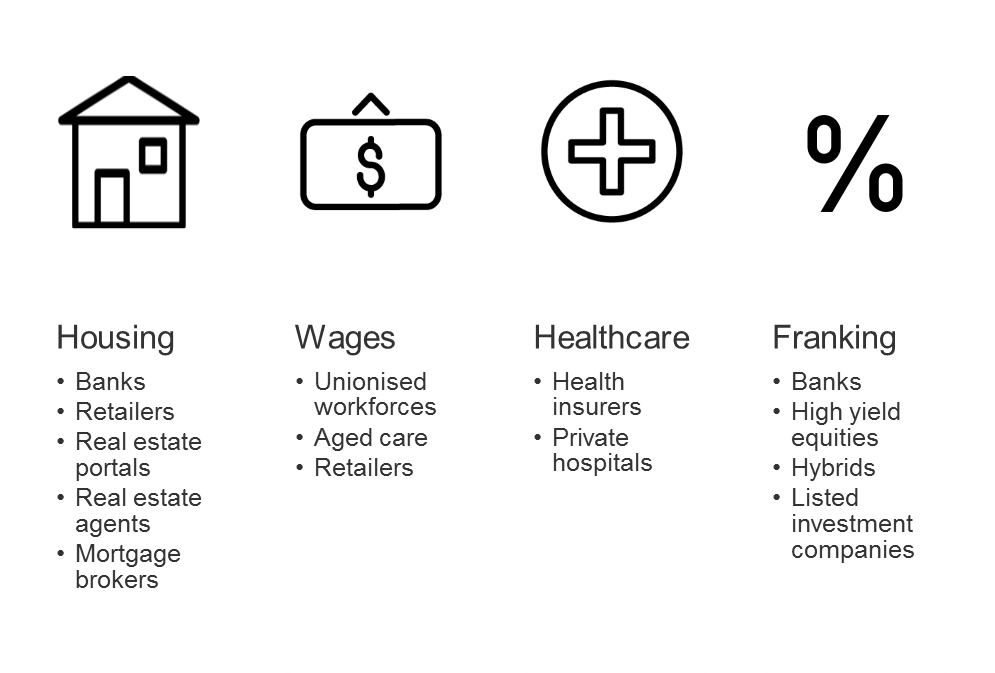 $
%
Housing
• Banks
• Retailers
• Real estate
portals
• Real estate
agents
• Mortgage
brokers
Wages
• Unionised
workforces
• Aged care
• Retailers
Healthcare
• Health
insurers
• Private
hospitals
Franking
• Banks
• High yield
equities
• Hybrids
• Listed
investment
companies